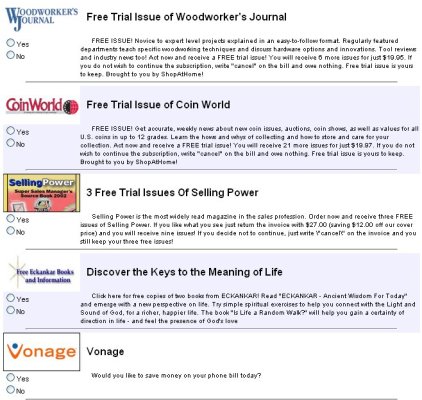 WOODWORKER'S
JOURNAL
Free Trial Issue of Woodworker's Journal
Yes
No
FREE ISSUE! Novice to expert level projects explained in an easy-to-follow format. Regularly featured
departments teach specific woodworking techniques and discuss hardware options and innovations. Tool reviews
and industry news too! Act now and receive a FREE trial issue! You will receive 6 more issues for just $19.95. If
you do not wish to continue the subscription, write "cancel" on the bill and owe nothing. Free trial issue is yours
to keep. Brought to you by ShopAtHome!
CoinWorld
Free Trial Issue of Coin World
Yes
No
FREE ISSUE! Get accurate, weekly news about new coin issues, auctions, coin shows, as well as values for all
U.S. coins in up to 12 grades. Learn the hows and whys of collecting and how to store and care for your
collection. Act now and receive a FREE trial issue! You will receive 21 more issues for just $19.97. If you do not
wish to continue the subscription, write "cancel" on the bill and owe nothing. Free trial issue is yours to keep.
Brought to you by ShopAtHome!
SellingPower
Super Sales Manager's
Source Book 2002
3 Free Trial Issues Of Selling Power
Yes
No
Selling Power is the most widely read magazine in the sales profession. Order now and receive three FREE
issues of Selling Power. If you like what you see just return the invoice with $27.00 (saving $12.00 off our cover
price) and you will receive nine issues! If you decide not to continue, just write \"cancel\" on the invoice and you
still keep your three free issues!
Free Eckankar Books
and Information
Discover the Keys to the Meaning of Life
Yes
No
Click here for free copies of two books from ECKANKAR! Read "ECKANKAR - Ancient Wisdom For Today"
and emerge with a new perspective on life. Try simple spiritual exercises to help you connect with the Light and
Sound of God, for a richer, happier life. The book "Is Life a Random Walk?" will help you gain a certainty of
direction in life - and feel the presence of God's love
VONAGE
Vonage
Yes
No
Would you like to save money on your phone bill today?